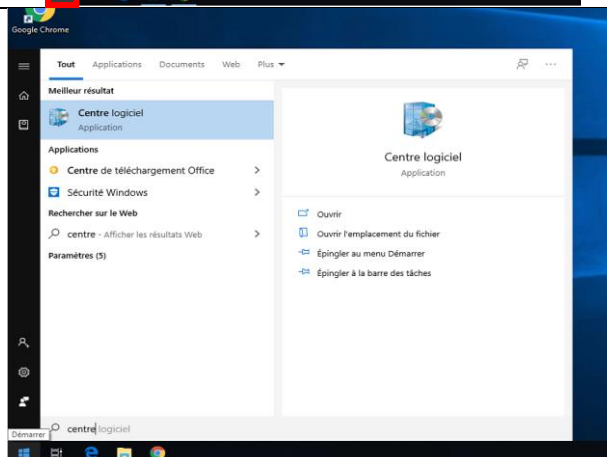 Google Chrome
Tout Applications Documents Web Plus
Meilleur résultat
Centre logiciel
Application
Applications
Centre de téléchargement Office
Sécurité Windows
Rechercher sur le Web
centre - Afficher les résultats Web
Paramètres (5)
Centre logiciel
Application
Ouvrir
Ouvrir l'emplacement du fichier
Épingler au menu Démarrer
Épingler à la barre des tâches
centre logiciel
Démarrer